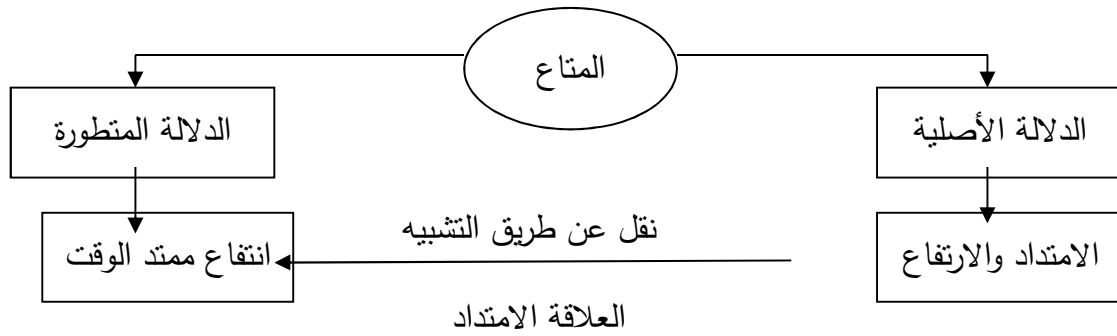 المتاع
الدلالة الأصلية
الدلالة المتطورة
الامتداد والارتفاع
نقل عن طريق التشبيه
انتفاع ممتد الوقت
العلاقة الامتداد